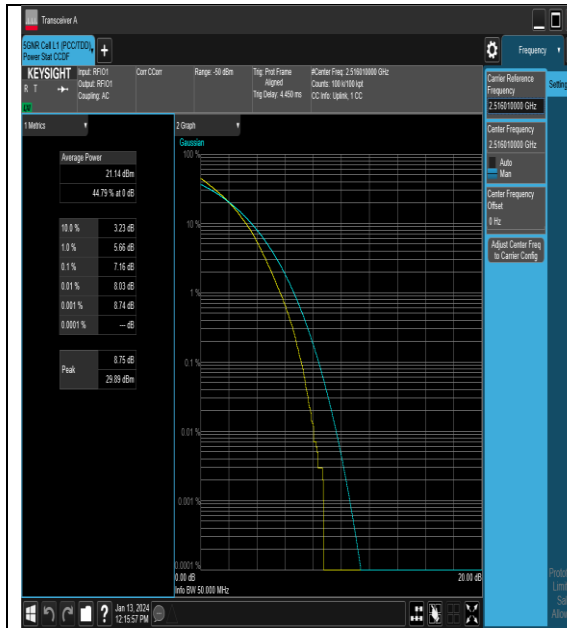 Transceiver A
5GNR Cell L1 (PCC/TDD)
Power Stat CCDF
+
Frequency
KEYSIGHT
R T
Input: RFIO1
Output: RFIO1
Coupling: AC
Corr CCorr
Range: -50 dBm
Trig: Prot Frame
Aligned
Trig Delay: 4.450 ms
#Center Freq: 2.516010000 GHz
Counts: 100 k/100 kpt
CC Info: Uplink, 1 CC
Carrier Reference
Frequency
2.516010000 GHz
Center Frequency
2.516010000 GHz
Auto
Man
Center Frequency
Offset
0 Hz
Adjust Center Freq
to Carrier Config
1 Metrics
Average Power
21.14 dBm
44.79 % at 0 dB
10.0 % 3.23 dB
1.0 % 5.66 dB
0.1 % 7.16 dB
0.01 % 8.03 dB
0.001 % 8.74 dB
0.0001 % --- dB
Peak
8.75 dB
29.89 dBm
2 Graph
Gaussian
100 %
10 %
1 %
0.1 %
0.01 %
0.001 %
0.0001 %
0.00 dB
20.00 dB
Info BW 50.000 MHz
?
Jan 13, 2024
12:15:57 PM